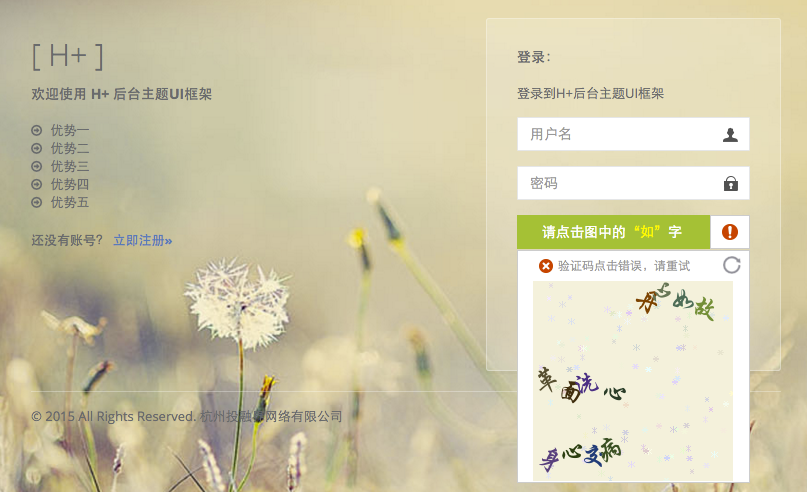 [ H+ ]
欢迎使用 H+ 后台主题UI框架
优势一
优势二
优势三
优势四
优势五
还没有账号? 立即注册»
© 2015 All Rights Reserved. 杭州投融界网络有限公司
登录：
登录到H+后台主题UI框架
用户名
密码
请点击图中的“如”字
验证码点击错误，请重试
丹心如故
革面洗心
身心交病